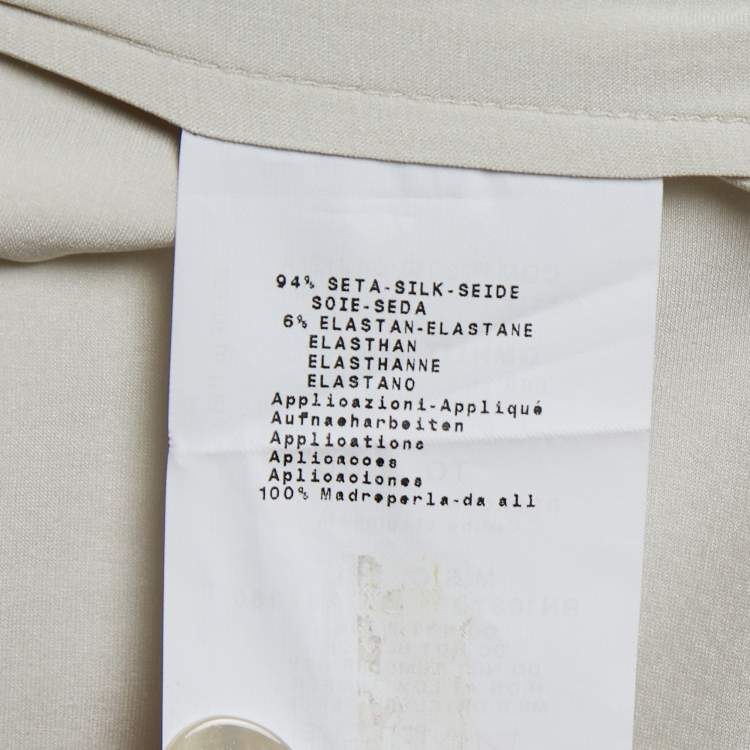 94% SETA-SILK-SEIDE
SOIE-SEDA
6% ELASTAN-ELASTANE
ELASTHAN
ELASTHANNE
ELASTANO
Applicazioni-Appliqué
Aufnaeharbeiten
Applications
Aplicacoes
Aplicaciones
100% Madreperla-da all